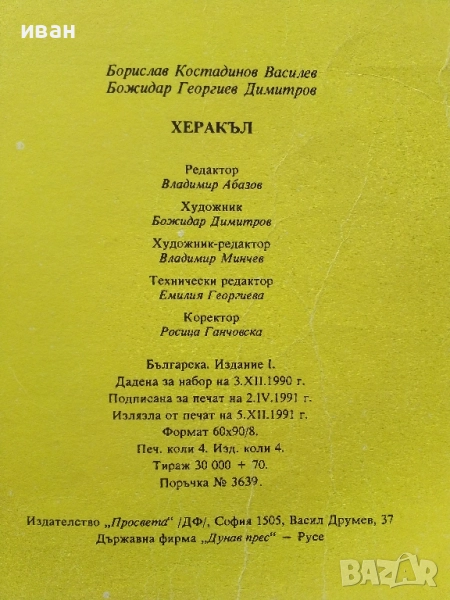 иван
Борислав Костадинов Василев
Божидар Георгиев Димитров
ХЕРАКЪЛ
Редактор
Владимир Абазов
Художник
Божидар Димитров
Художник-редактор
Владимир Минчев
Технически редактор
Емилия Георгиева
Коректор
Росица Ганчовска
Българска. Издание I.
Дадена за набор на 3.XII.1990 г.
Подписана за печат на 2.IV.1991 г.
Излязла от печат на 5.XII.1991 г.
Формат 60x90/8.
Печ. коли 4. Изд. коли 4.
Тираж 30 000 + 70.
Поръчка № 3639.
Издателство „Просвета“ /ДФ/, София 1505, Васил Друмев, 37
Държавна фирма „Дунав прес“ – Русе
BAZAR
.bg